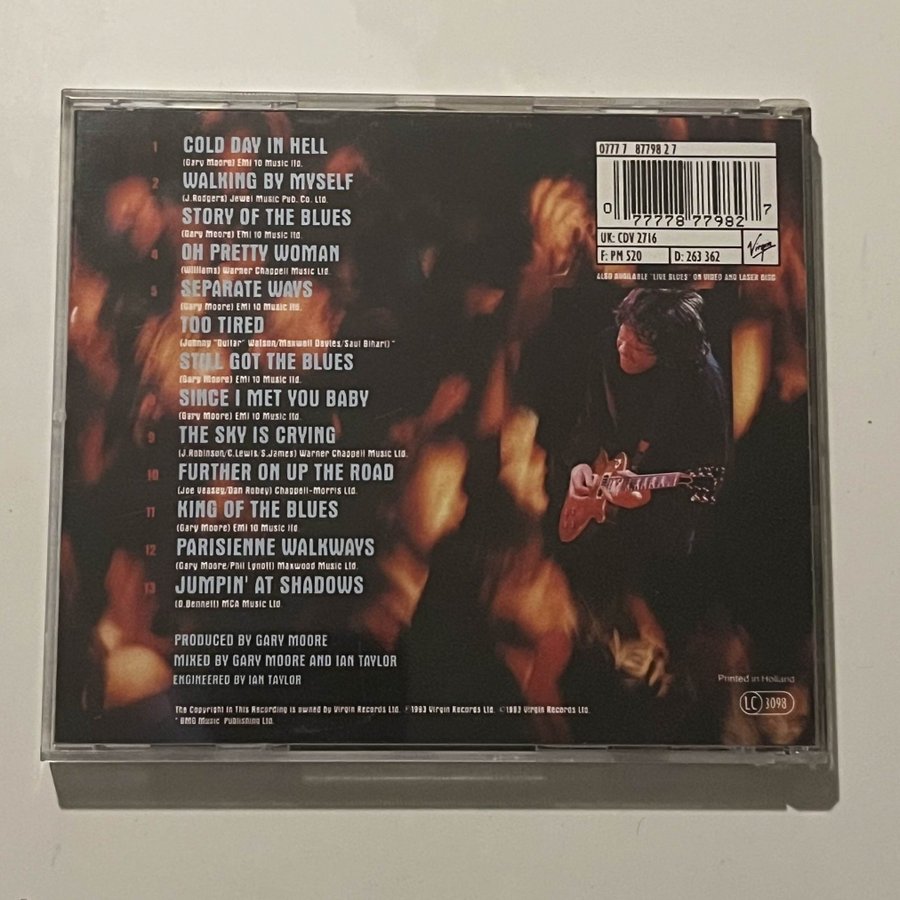 1 COLD DAY IN HELL
(Gary Moore) EMI 10 Music ltd.
2 WALKING BY MYSELF
(J.Rodgers) Jewel Music Pub. Co. Ltd.
STORY OF THE BLUES
(Gary Moore) EMI 10 Music ltd.
4 OH PRETTY WOMAN
(Williams) Warner Chappell Music Ltd.
5 SEPARATE WAYS
(Gary Moore) EMI 10 Music ltd.
TOO TIRED
(Johnny "Guitar" Watson/Maxwell Davies/Saul Bihari)*
STILL GOT THE BLUES
(Gary Moore) EMI 10 Music ltd.
SINCE I MET YOU BABY
(Gary Moore) EMI 10 Music ltd.
9 THE SKY IS CRYING
(J.Robinson/C.Lewis/S.James) Warner Chappell Music Ltd.
10 FURTHER ON UP THE ROAD
(Joe Veasey/Dan Robey) Chappell-Morris Ltd.
11 KING OF THE BLUES
(Gary Moore) EMI 10 Music ltd.
12 PARISIENNE WALKWAYS
(Gary Moore/Phil Lynott) Maxwood Music Ltd.
13 JUMPIN' AT SHADOWS
(D.Bennett) MCA Music Ltd.
PRODUCED BY GARY MOORE
MIXED BY GARY MOORE AND IAN TAYLOR
ENGINEERED BY IAN TAYLOR
The Copyright in This Recording is owned by Virgin Records Ltd. ℗1993 Virgin Records Ltd. ©1993 Virgin Records Ltd.
* BMG Music Publishing Ltd.
0777 7 87798 2 7
0 77778 77982 7
UK: CDV 2716
F: PM 520 D: 263 362
Virgin
ALSO AVAILABLE "LIVE BLUES" ON VIDEO AND LASER DISC
Printed in Holland
LC 3098